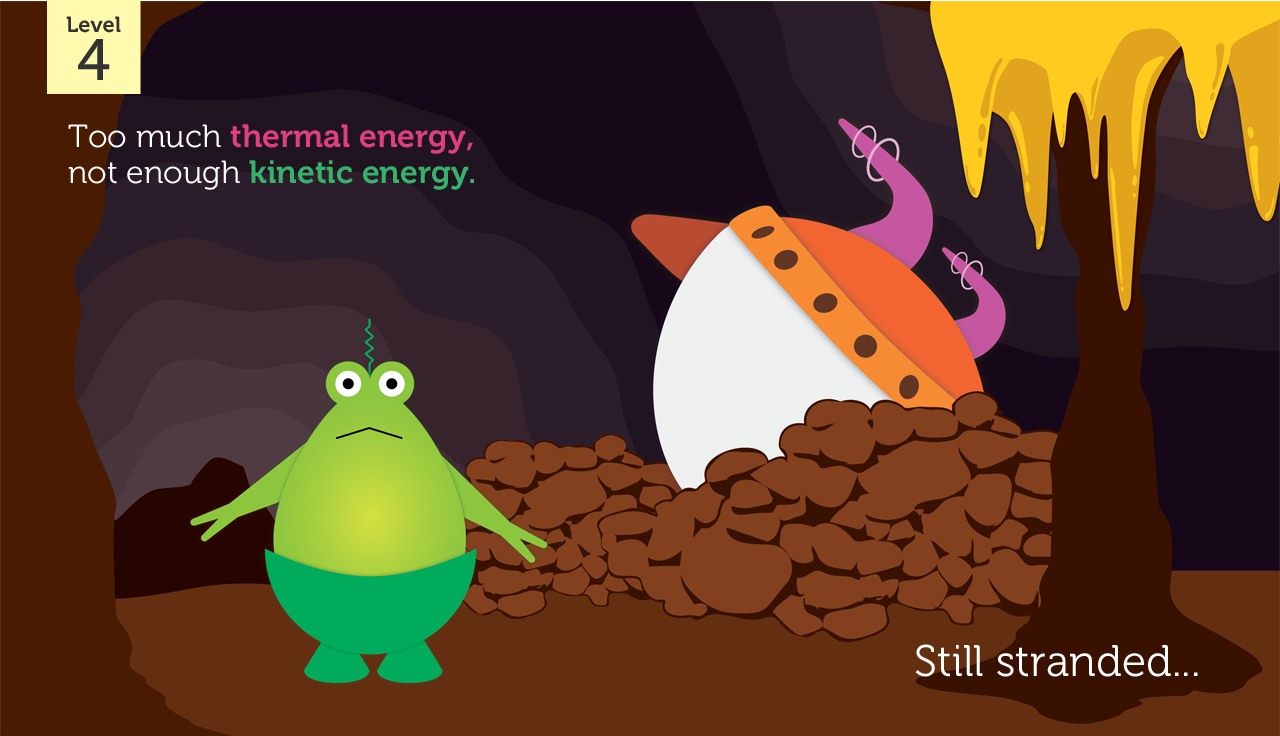 Level
4
Too much thermal energy,
not enough kinetic energy.
Still stranded...